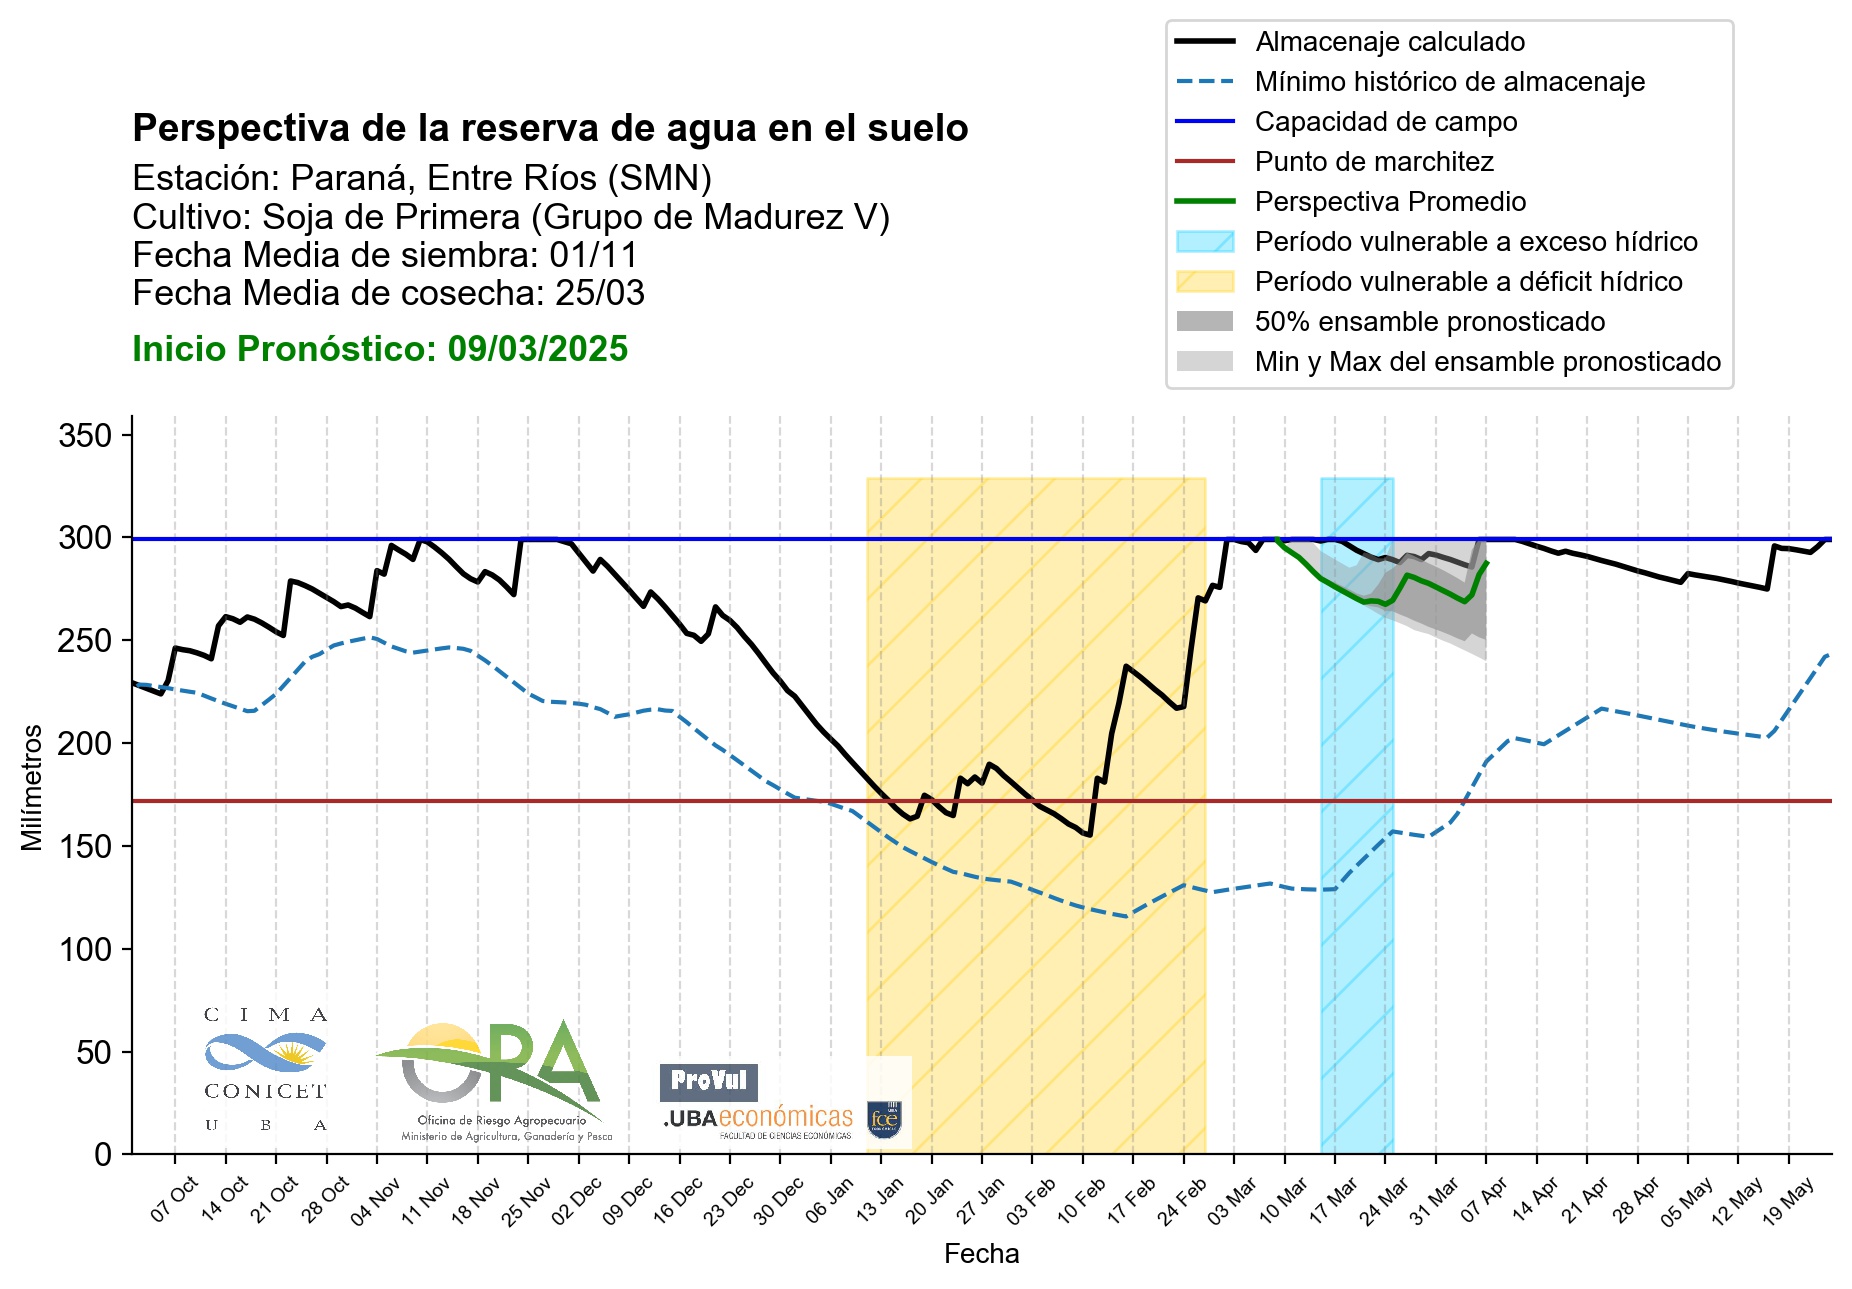 Almacenaje calculado
Mínimo histórico de almacenaje
Capacidad de campo
Punto de marchitez
Perspectiva Promedio
Período vulnerable a exceso hídrico
Período vulnerable a déficit hídrico
50% ensamble pronosticado
Min y Max del ensamble pronosticado
Perspectiva de la reserva de agua en el suelo
Estación: Paraná, Entre Ríos (SMN)
Cultivo: Soja de Primera (Grupo de Madurez V)
Fecha Media de siembra: 01/11
Fecha Media de cosecha: 25/03
Inicio Pronóstico: 09/03/2025
Milímetros
350
300
250
200
150
100
50
0
CIMA
CONICET
UBA
OPA
Oficina de Riesgo Agropecuario
Ministerio de Agricultura, Ganadería y Pesca
ProVul
.UBAeconómicas
FACULTAD DE CIENCIAS ECONÓMICAS
UBA
fce
07 Oct
14 Oct
21 Oct
28 Oct
04 Nov
11 Nov
18 Nov
25 Nov
02 Dec
09 Dec
16 Dec
23 Dec
30 Dec
06 Jan
13 Jan
20 Jan
27 Jan
03 Feb
10 Feb
17 Feb
24 Feb
03 Mar
10 Mar
17 Mar
24 Mar
31 Mar
07 Apr
14 Apr
21 Apr
28 Apr
05 May
12 May
19 May
Fecha